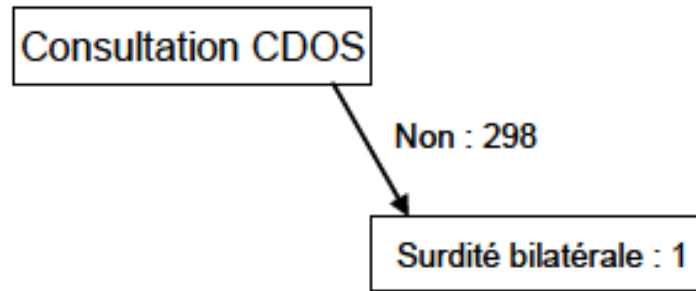 Consultation CDOS
Non : 298
Surdité bilatérale : 1